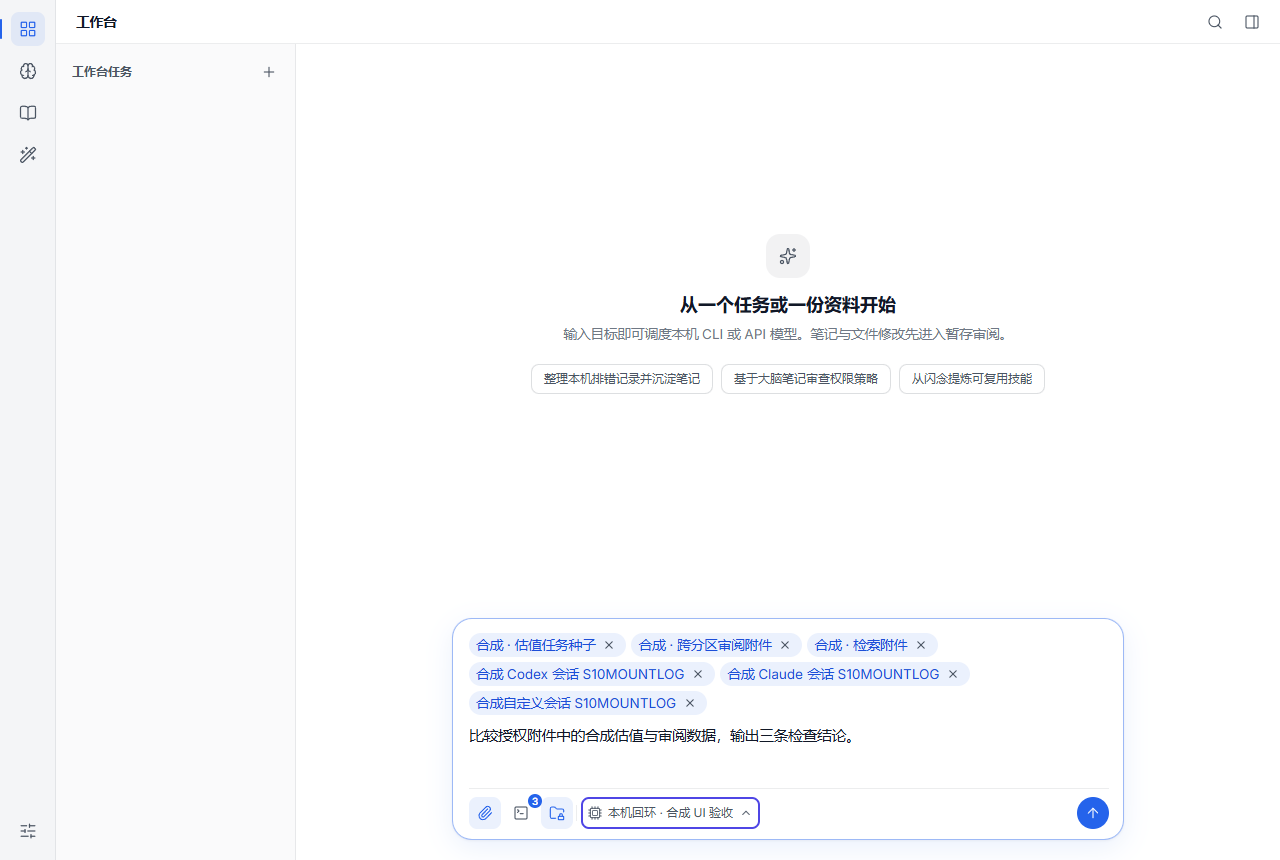 工作台
工作台任务
从一个任务或一份资料开始
输入目标即可调度本机 CLI 或 API 模型。笔记与文件修改先进入暂存审阅。
整理本机排错记录并沉淀笔记
基于大脑笔记审查权限策略
从闪念提炼可复用技能
合成 · 估值任务种子
合成 · 跨分区审阅附件
合成 · 检索附件
合成 Codex 会话 S10MOUNTLOG
合成 Claude 会话 S10MOUNTLOG
合成自定义会话 S10MOUNTLOG
比较授权附件中的合成估值与审阅数据，输出三条检查结论。
3
本机回环 · 合成 UI 验收